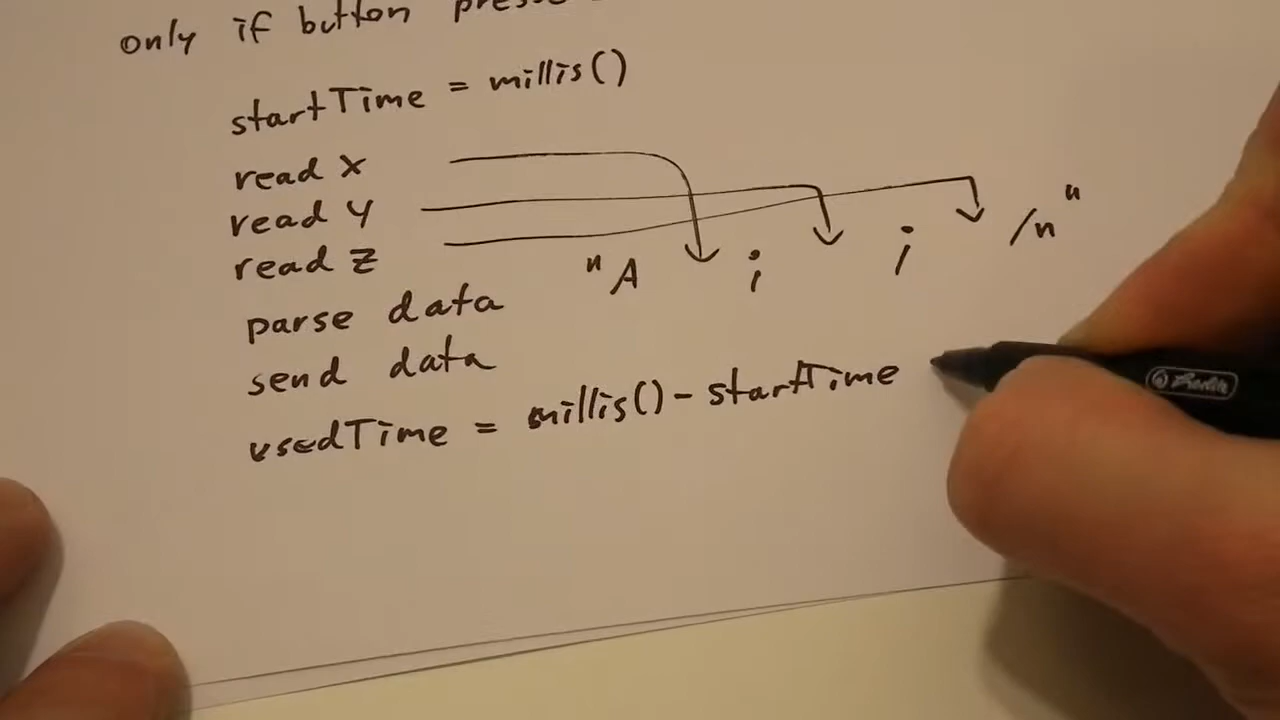 only if button
startTime = millis()
read X
read Y
read Z
"A ; ; /n"
parse data
send data
usedTime = millis() - startTime